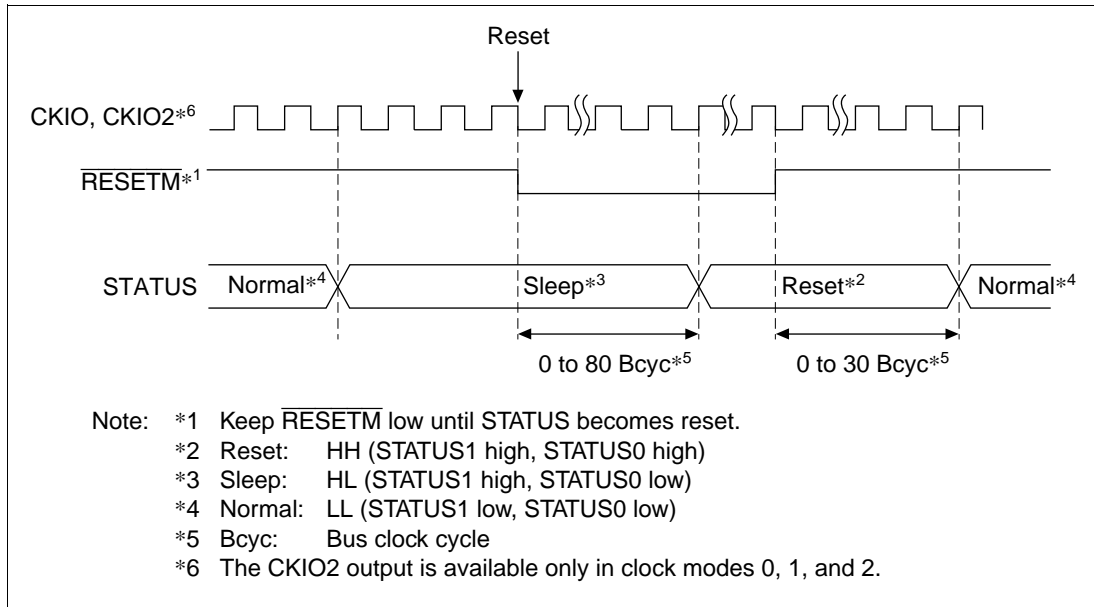 Reset
CKIO, CKIO2*6
RESETM*1
STATUS Normal*4 Sleep*3 Reset*2 Normal*4
0 to 80 Bcyc*5 0 to 30 Bcyc*5
Note: *1 Keep RESETM low until STATUS becomes reset.
*2 Reset: HH (STATUS1 high, STATUS0 high)
*3 Sleep: HL (STATUS1 high, STATUS0 low)
*4 Normal: LL (STATUS1 low, STATUS0 low)
*5 Bcyc: Bus clock cycle
*6 The CKIO2 output is available only in clock modes 0, 1, and 2.